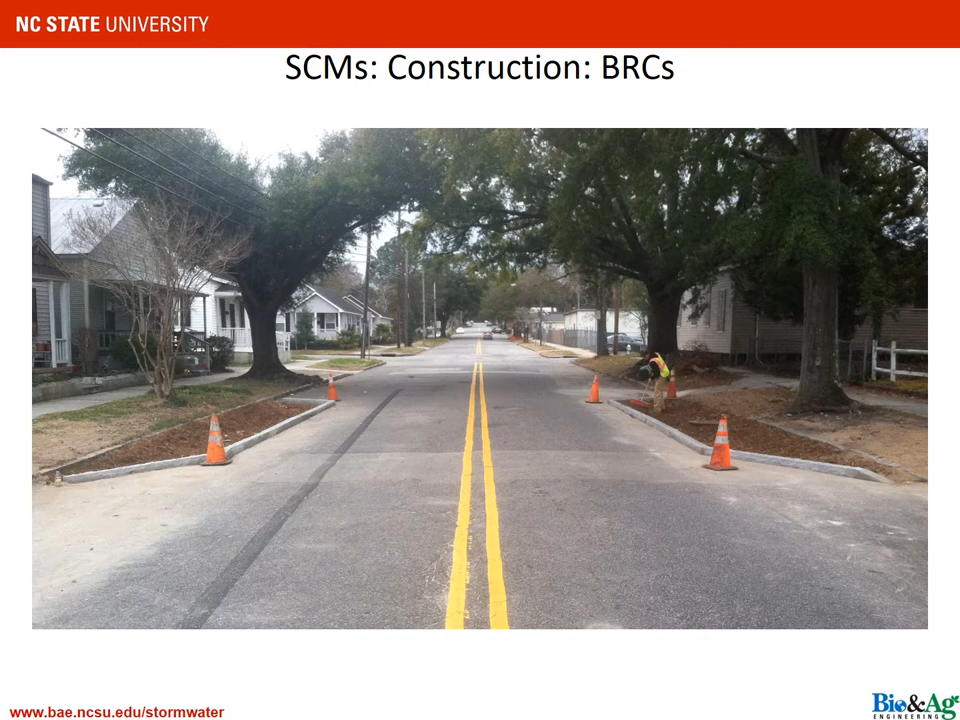 NC STATE UNIVERSITY
SCMs: Construction: BRCs
www.bae.ncsu.edu/stormwater
Bio&Ag
ENGINEERING